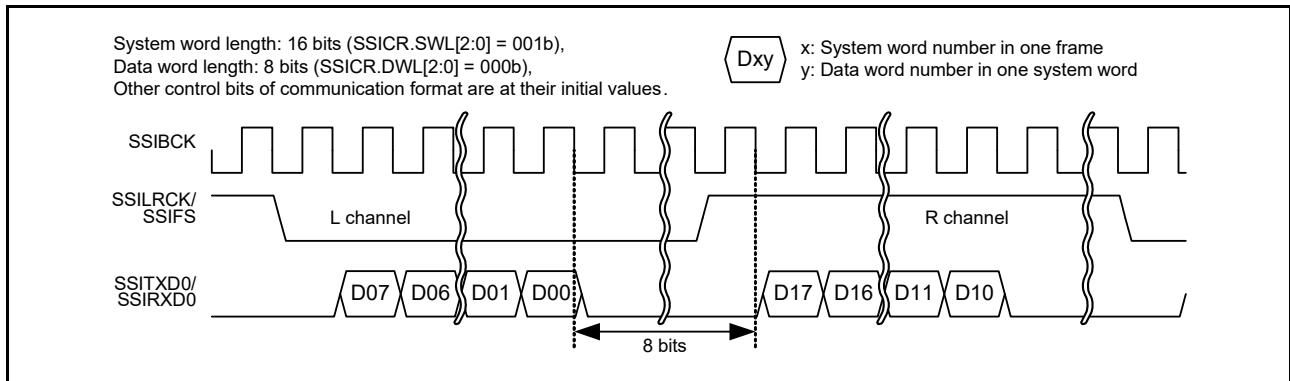 System word length: 16 bits (SSICR.SWL[2:0] = 001b),
Data word length: 8 bits (SSICR.DWL[2:0] = 000b),
Other control bits of communication format are at their initial values.
Dxy
x: System word number in one frame
y: Data word number in one system word
SSIBCK
SSILRCK/
SSIFS
L channel
R channel
SSITXD0/
SSIRXD0
D07 D06 D01 D00 D17 D16 D11 D10
8 bits